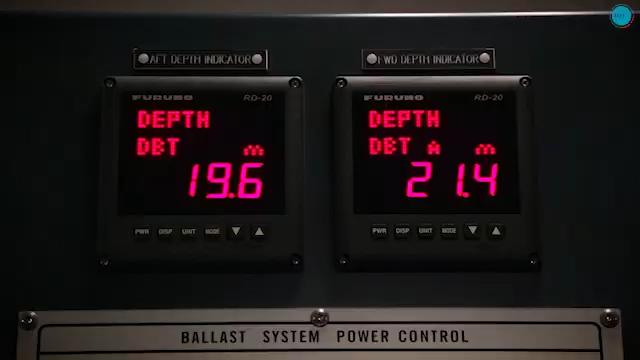 AFT DEPTH INDICATOR
FURUNO RD-20
DEPTH
DBT m
19.6
PWR DISP UNIT MODE ▼ ▲
FWD DEPTH INDICATOR
FURUNO RD-20
DEPTH
DBT A m
21.4
PWR DISP UNIT MODE ▼ ▲
BALLAST SYSTEM POWER CONTROL